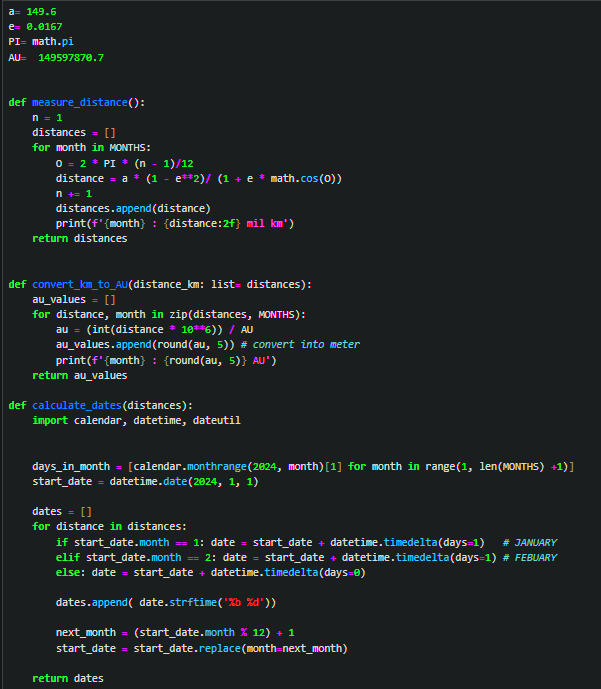 a= 149.6
e= 0.0167
PI= math.pi
AU=  149597870.7
def measure_distance():
    n = 1
    distances = []
    for month in MONTHS:
        O = 2 * PI * (n - 1)/12
        distance = a * (1 - e**2)/ (1 + e * math.cos(O))
        n += 1
        distances.append(distance)
        print(f'{month} : {distance:2f} mil km')
    return distances
def convert_km_to_AU(distance_km: list= distances):
    au_values = []
    for distance, month in zip(distances, MONTHS):
        au = (int(distance * 10**6)) / AU
        au_values.append(round(au, 5)) # convert into meter
        print(f'{month} : {round(au, 5)} AU')
    return au_values
def calculate_dates(distances):
    import calendar, datetime, dateutil
    days_in_month = [calendar.monthrange(2024, month)[1] for month in range(1, len(MONTHS) +1)]
    start_date = datetime.date(2024, 1, 1)
    dates = []
    for distance in distances:
        if start_date.month == 1: date = start_date + datetime.timedelta(days=1)   # JANUARY
        elif start_date.month == 2: date = start_date + datetime.timedelta(days=1) # FEBUARY
        else: date = start_date + datetime.timedelta(days=0)
        dates.append( date.strftime('%b %d'))
        next_month = (start_date.month % 12) + 1
        start_date = start_date.replace(month=next_month)
    return dates